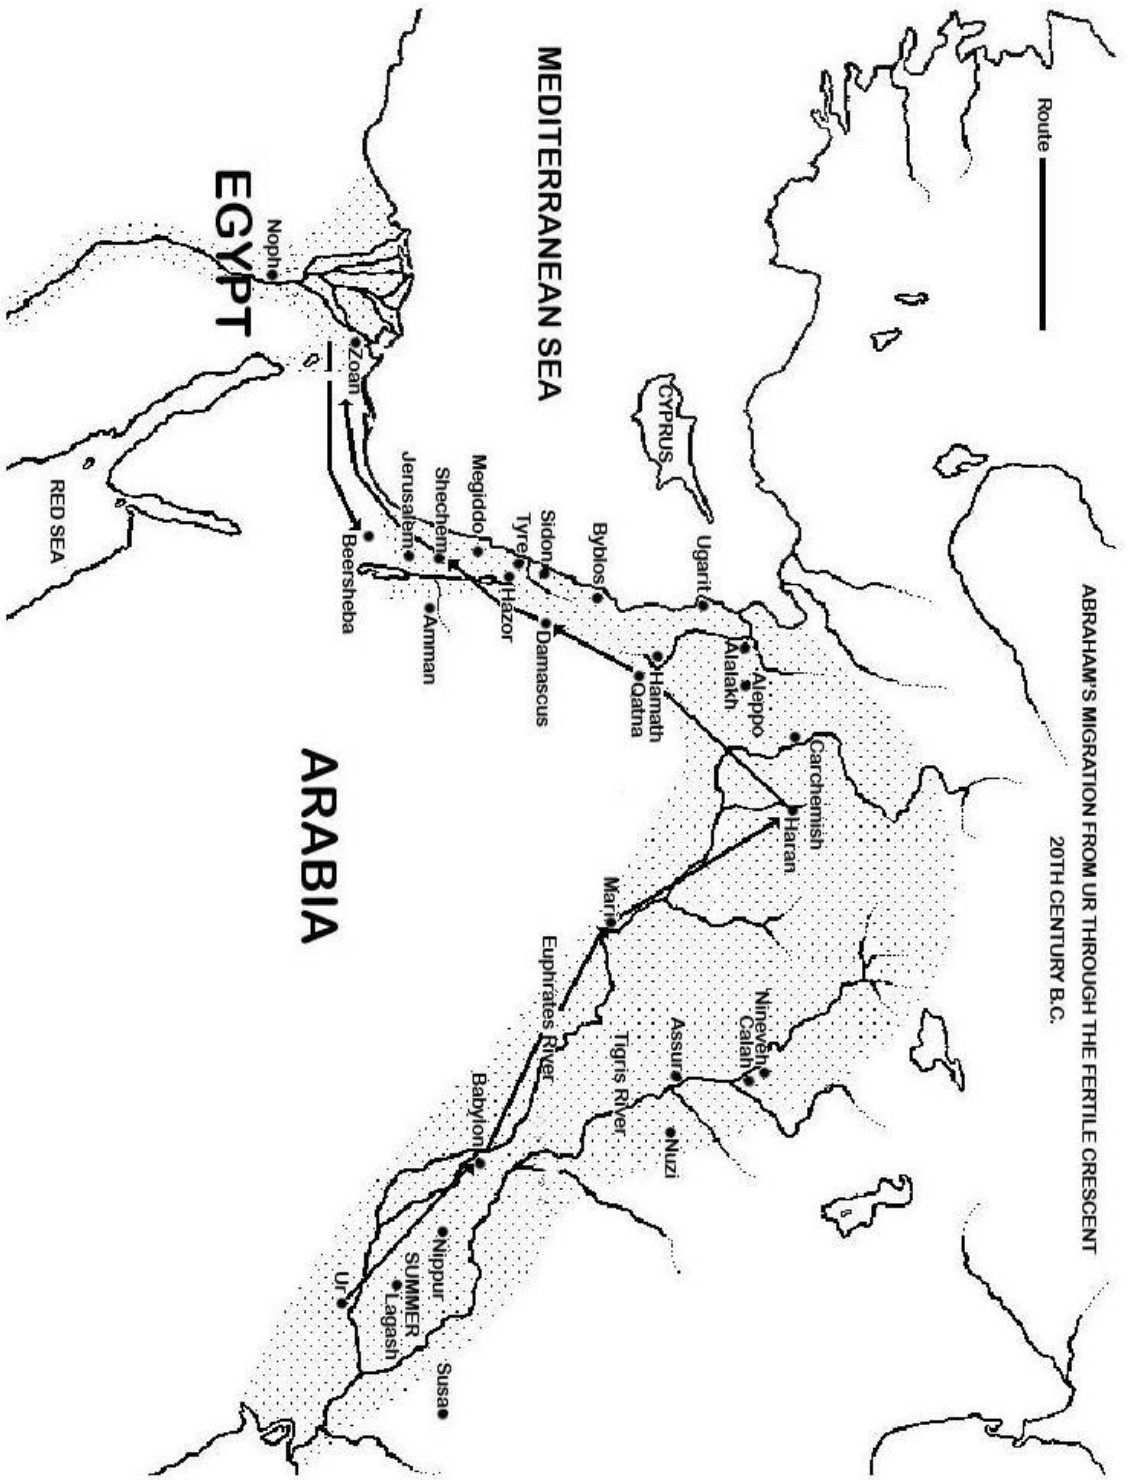 ABRAHAM'S MIGRATION FROM UR THROUGH THE FERTILE CRESCENT
20TH CENTURY B.C.
Route
CYPRUS
MEDITERRANEAN SEA
Carchemish
Haran
Aleppo
Alalakh
Ugarit
Hamath
Qatna
Byblos
Sidon
Tyre
Damascus
Hazor
Megiddo
Shechem
Amman
Jerusalem
Beersheba
Zoan
Noph
EGYPT
RED SEA
ARABIA
Nineveh
Calah
Assur
Nuzi
Mari
Tigris River
Euphrates River
Babylon
Nippur
SUMMER
Lagash
Susa
Ur